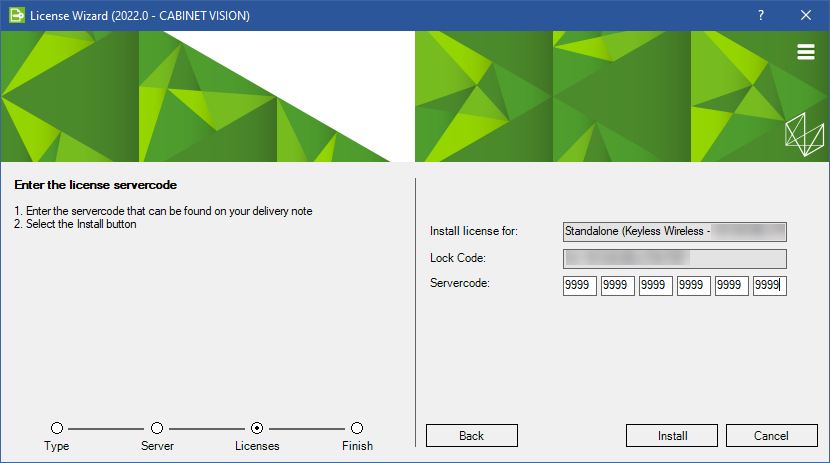 License Wizard (2022.0 - CABINET VISION)
?
Enter the license servercode
1. Enter the servercode that can be found on your delivery note
2. Select the Install button
Install license for: Standalone (Keyless Wireless -
Lock Code:
Servercode: 9999 9999 9999 9999 9999 9999
Type Server Licenses Finish
Back Install Cancel